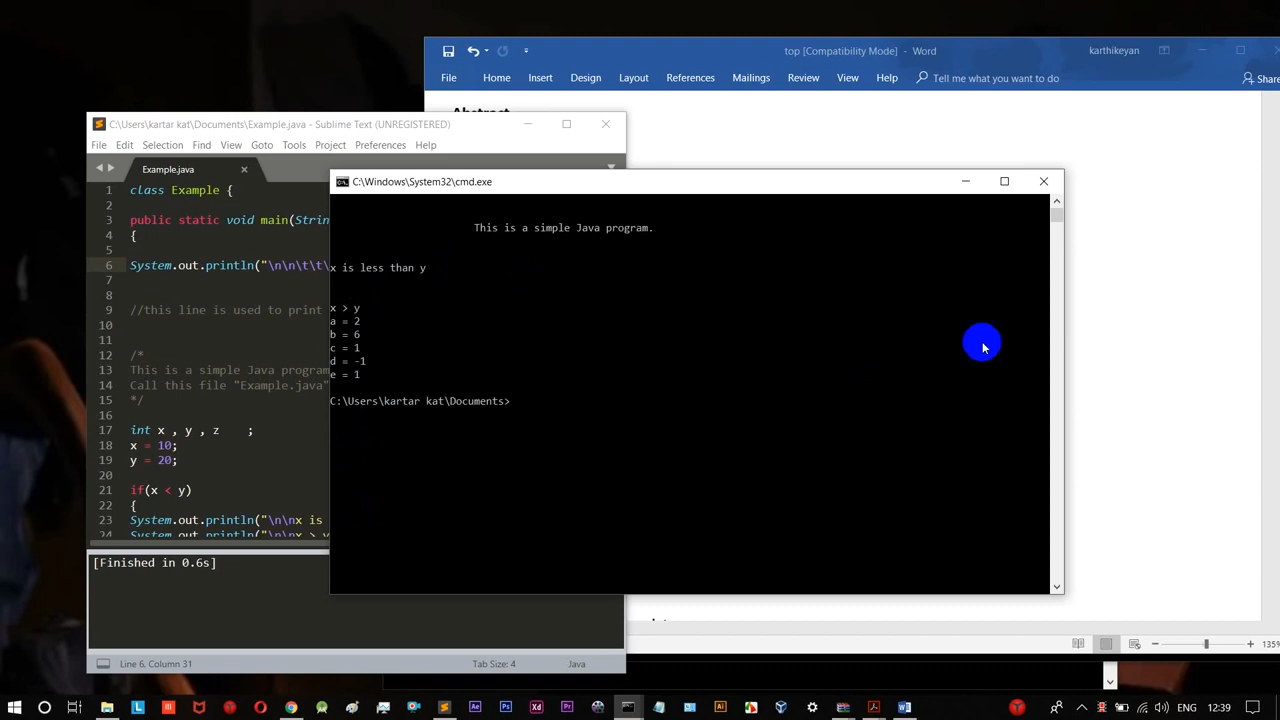 top [Compatibility Mode] - Word
karthikeyan
File Home Insert Design Layout References Mailings Review View Help Tell me what you want to do Share
Abstract
C:\Users\kartar kat\Documents\Example.java - Sublime Text (UNREGISTERED)
File Edit Selection Find View Goto Tools Project Preferences Help
Example.java
1 class Example {
2
3 public static void main(Strin
4 {
5
6 System.out.println("\n\n\t\t\
7
8
9 //this line is used to print
10
11
12 /*
13 This is a simple Java program
14 Call this file "Example.java"
15 */
16
17 int x , y , z ;
18 x = 10;
19 y = 20;
20
21 if(x < y)
22 {
23 System.out.println("\n\nx is
24 System.out.println("\n\nx > y
[Finished in 0.6s]
Line 6, Column 31
Tab Size: 4
Java
C:\Windows\System32\cmd.exe
This is a simple Java program.
x is less than y
x > y
a = 2
b = 6
c = 1
d = -1
e = 1
C:\Users\kartar kat\Documents>
135%
ENG 12:39